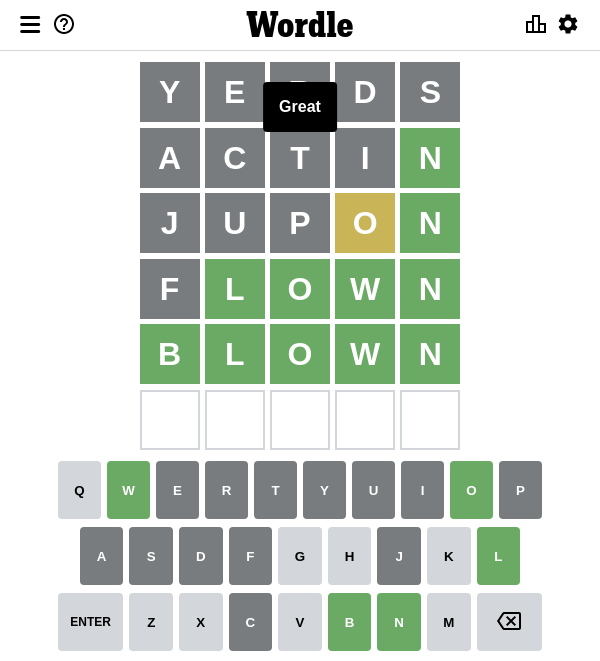 Wordle
Y E D S
Great
A C T I N
J U P O N
F L O W N
B L O W N
Q W E R T Y U I O P
A S D F G H J K L
ENTER Z X C V B N M